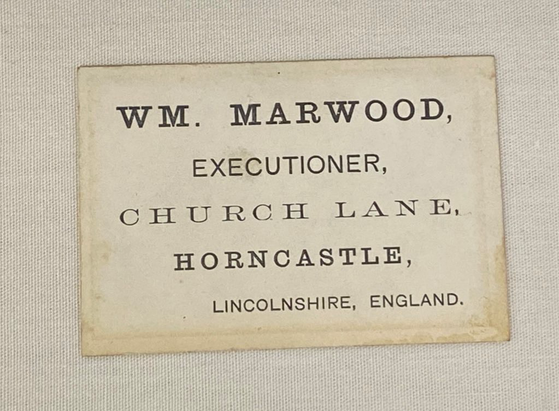 WM. MARWOOD,
EXECUTIONER,
CHURCH LANE,
HORNCASTLE,
LINCOLNSHIRE, ENGLAND.